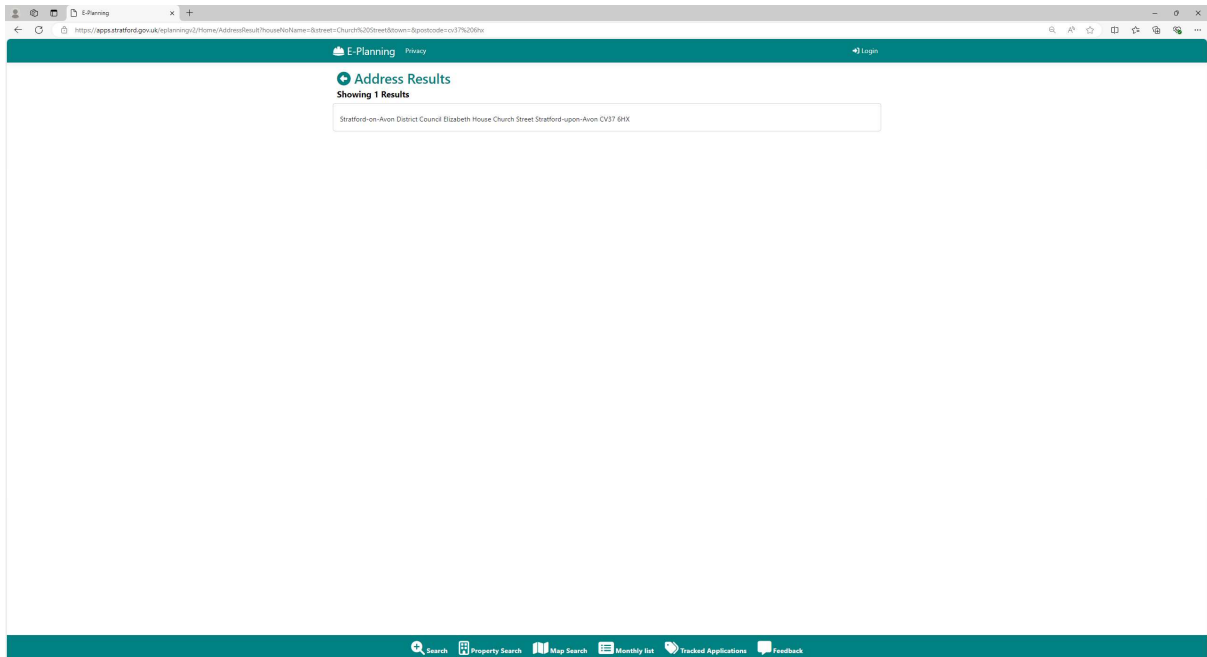 E-Planning
https://apps.stratford.gov.uk/eplanningv2/Home/AddressResult?houseNoName=&street=Church%20Street&town=&postcode=cv37%206hx
E-Planning Privacy Login
Address Results
Showing 1 Results
Stratford-on-Avon District Council Elizabeth House Church Street Stratford-upon-Avon CV37 6HX
Search Property Search Map Search Monthly list Tracked Applications Feedback